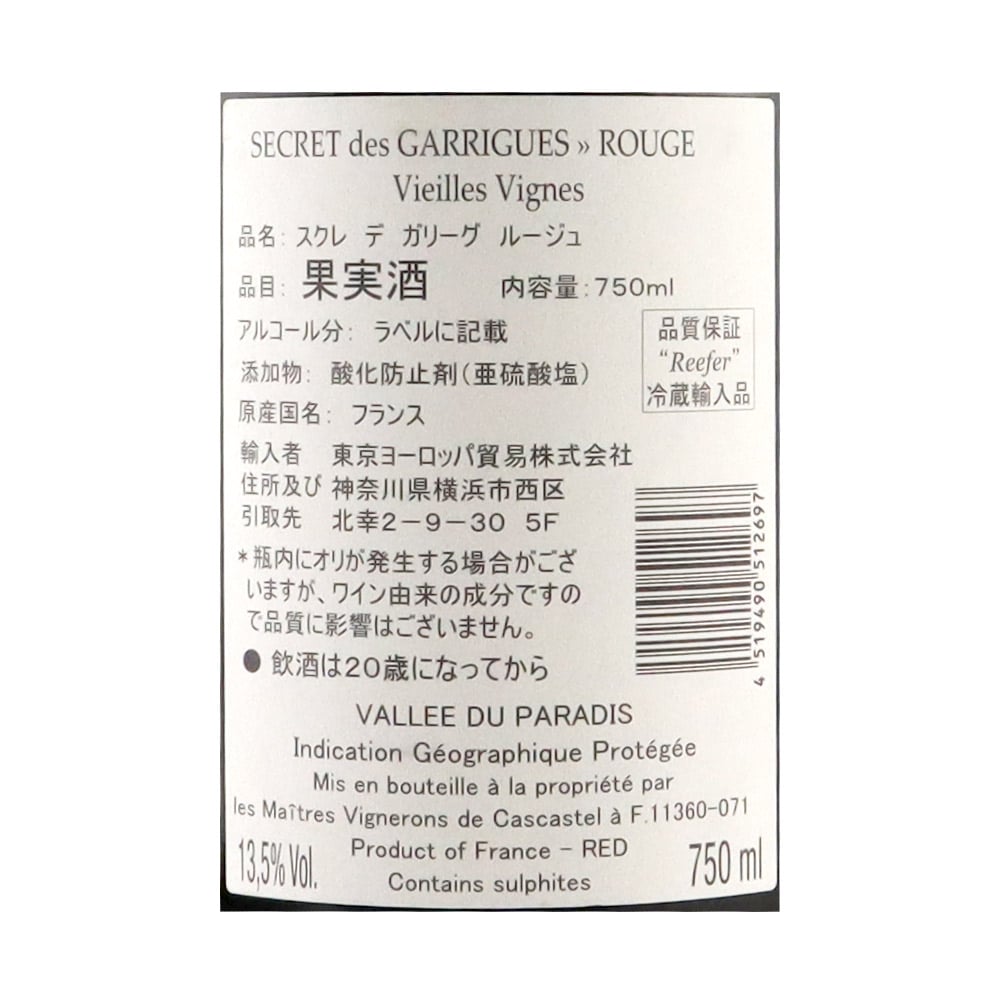 SECRET des GARRIGUES » ROUGE
Vieilles Vignes
品名: スクレ デ ガリーグ ルージュ
品目: 果実酒 内容量:750ml
アルコール分: ラベルに記載
添加物: 酸化防止剤(亜硫酸塩)
原産国名: フランス
品質保証
“Reefer”
冷蔵輸入品
輸入者 東京ヨーロッパ貿易株式会社
住所及び 神奈川県横浜市西区
引取先 北幸2-9-30 5F
*瓶内にオリが発生する場合がござ
いますが、ワイン由来の成分ですの
で品質に影響はございません。
●飲酒は20歳になってから
4 519490 512697
VALLEE DU PARADIS
Indication Géographique Protégée
Mis en bouteille à la propriété par
les Maîtres Vignerons de Cascastel à F.11360-071
Product of France - RED
Contains sulphites
13,5% Vol.
750 ml